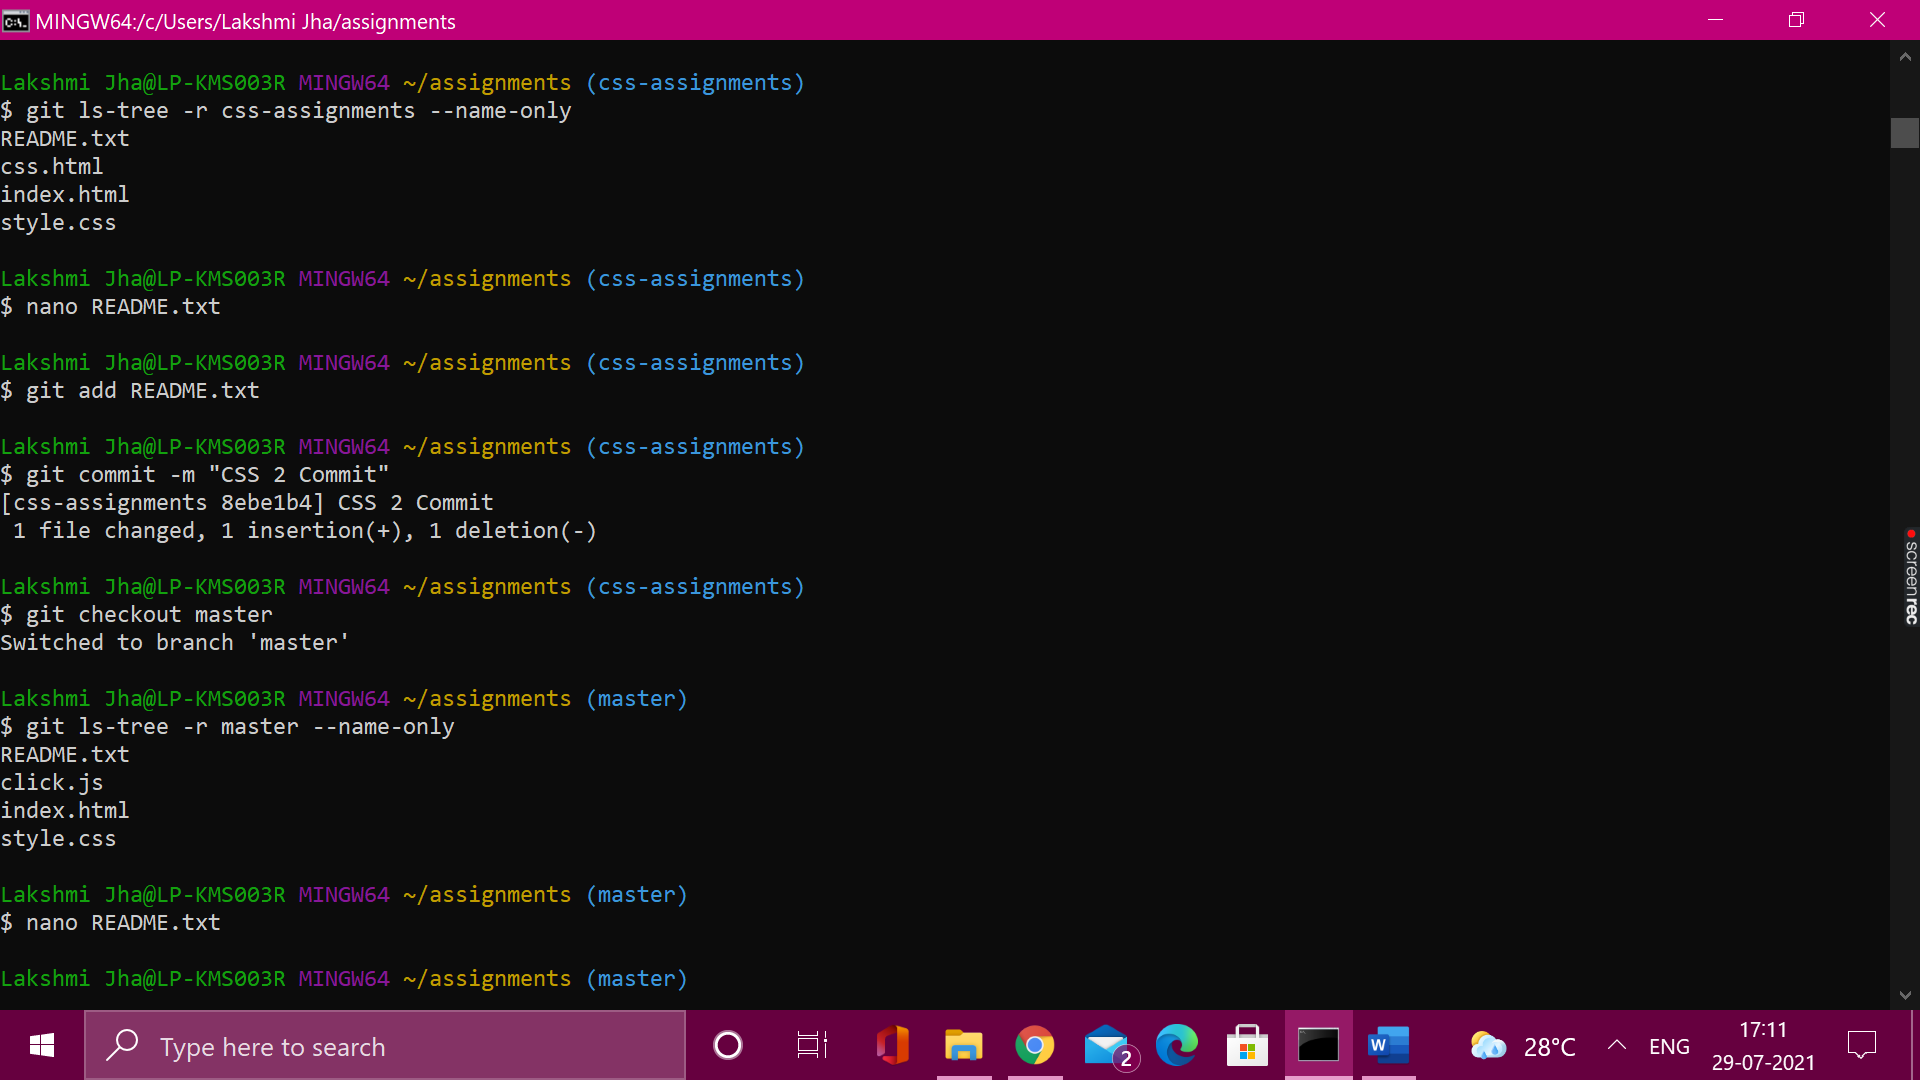 MINGW64:/c/Users/Lakshmi Jha/assignments
Lakshmi Jha@LP-KMS003R MINGW64 ~/assignments (css-assignments)
$ git ls-tree -r css-assignments --name-only
README.txt
css.html
index.html
style.css
Lakshmi Jha@LP-KMS003R MINGW64 ~/assignments (css-assignments)
$ nano README.txt
Lakshmi Jha@LP-KMS003R MINGW64 ~/assignments (css-assignments)
$ git add README.txt
Lakshmi Jha@LP-KMS003R MINGW64 ~/assignments (css-assignments)
$ git commit -m "CSS 2 Commit"
[css-assignments 8ebe1b4] CSS 2 Commit
 1 file changed, 1 insertion(+), 1 deletion(-)
Lakshmi Jha@LP-KMS003R MINGW64 ~/assignments (css-assignments)
$ git checkout master
Switched to branch 'master'
Lakshmi Jha@LP-KMS003R MINGW64 ~/assignments (master)
$ git ls-tree -r master --name-only
README.txt
click.js
index.html
style.css
Lakshmi Jha@LP-KMS003R MINGW64 ~/assignments (master)
$ nano README.txt
Lakshmi Jha@LP-KMS003R MINGW64 ~/assignments (master)
screenrec
Type here to search
2
W
28°C
ENG
17:11
29-07-2021